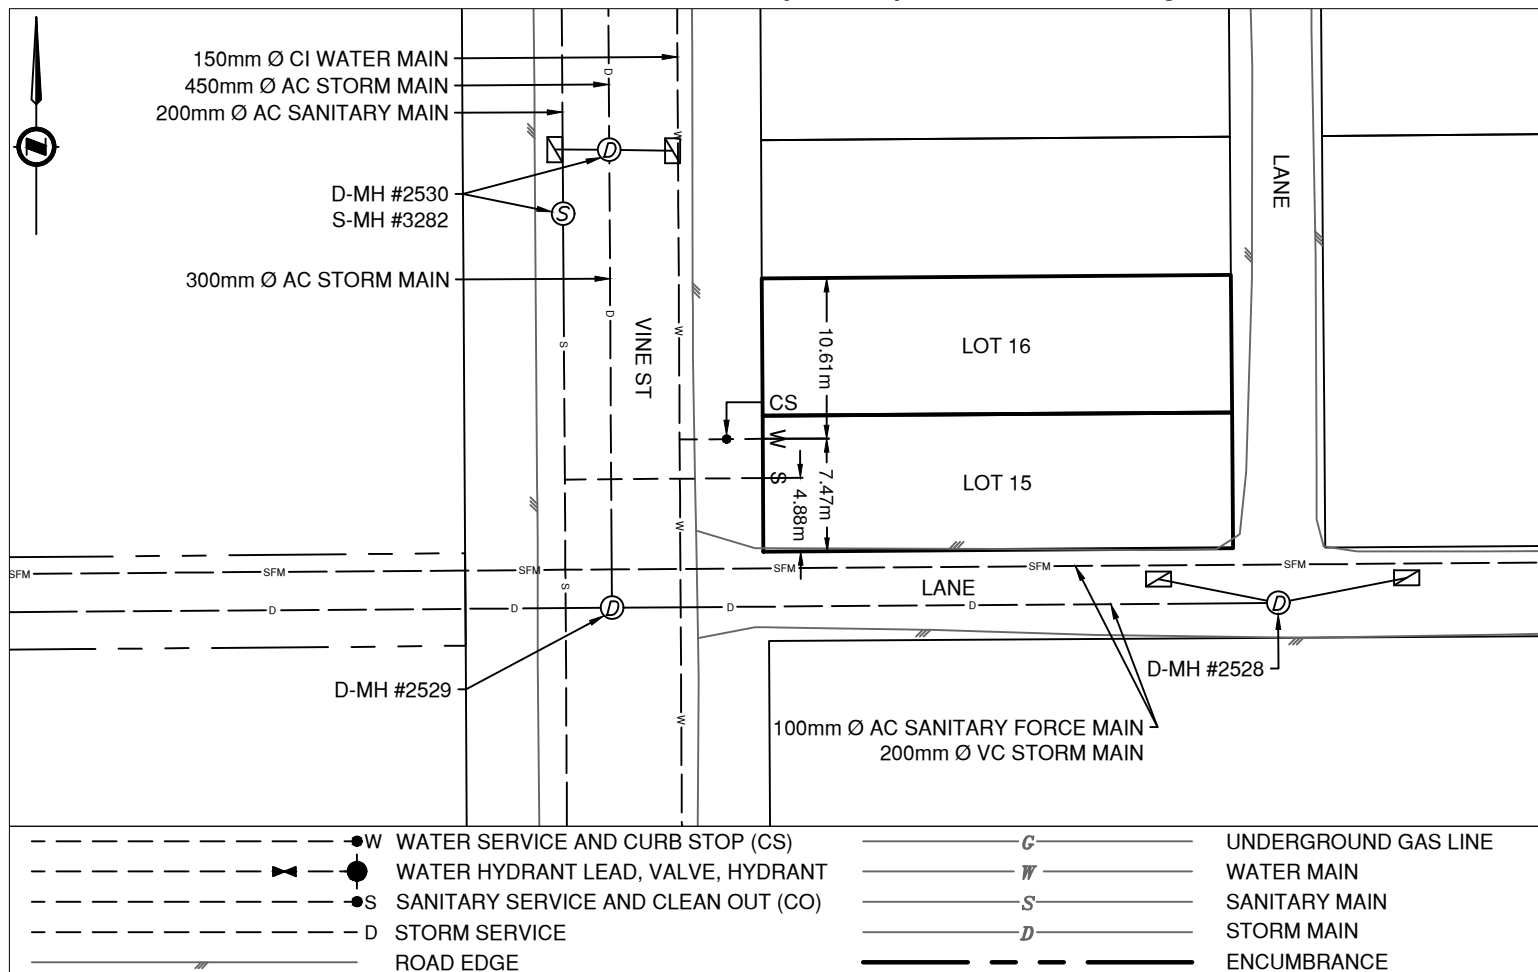 150mm Ø CI WATER MAIN
450mm Ø AC STORM MAIN
200mm Ø AC SANITARY MAIN
D
W
D
D-MH #2530
S-MH #3282
S
300mm Ø AC STORM MAIN
LANE
D
W
S
VINE ST
10.61m
LOT 16
CS
W
S
7.47m
4.88m
LOT 15
W
SFM
SFM
SFM
SFM
SFM
SFM
S
D
D
D
D
D
LANE
D
D-MH #2529
D-MH #2528
W
100mm Ø AC SANITARY FORCE MAIN
200mm Ø VC STORM MAIN
W WATER SERVICE AND CURB STOP (CS)
WATER HYDRANT LEAD, VALVE, HYDRANT
S SANITARY SERVICE AND CLEAN OUT (CO)
D STORM SERVICE
ROAD EDGE
G UNDERGROUND GAS LINE
W WATER MAIN
S SANITARY MAIN
D STORM MAIN
ENCUMBRANCE